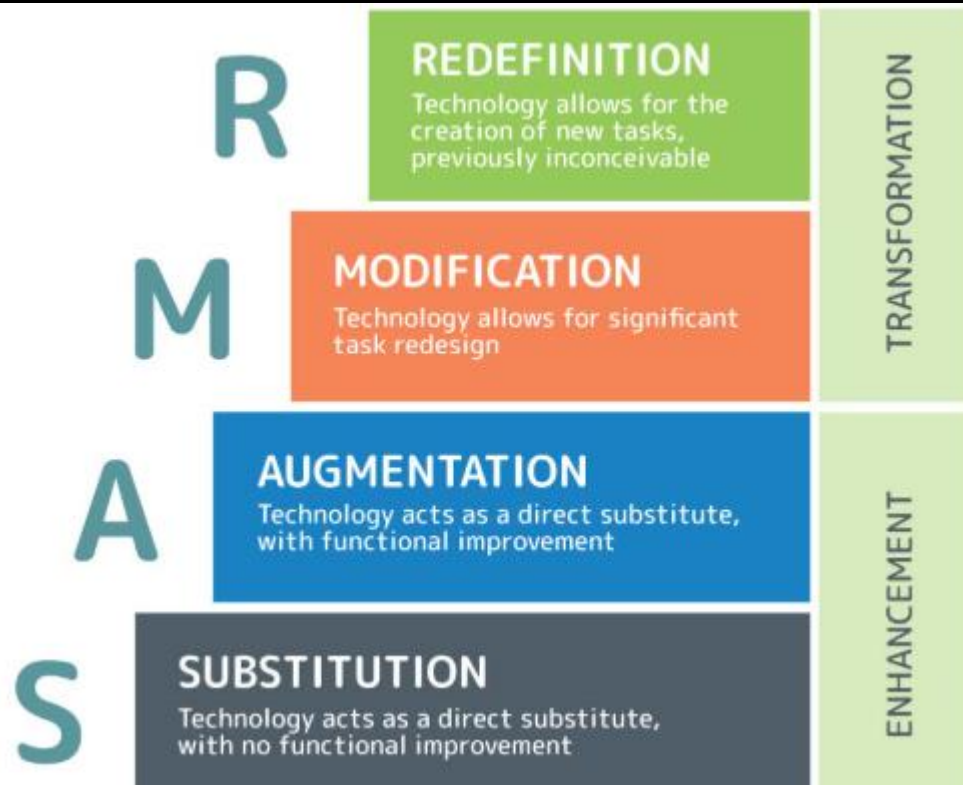 R
REDEFINITION
Technology allows for the
creation of new tasks,
previously inconceivable
TRANSFORMATION
M
MODIFICATION
Technology allows for significant
task redesign
A
AUGMENTATION
Technology acts as a direct substitute,
with functional improvement
ENHANCEMENT
S
SUBSTITUTION
Technology acts as a direct substitute,
with no functional improvement